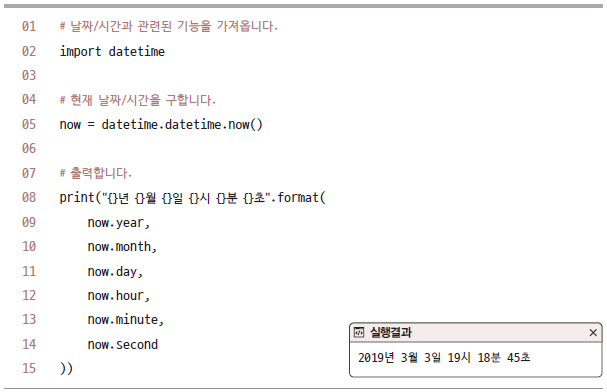 01 # 날짜/시간과 관련된 기능을 가져옵니다.
02 import datetime
03
04 # 현재 날짜/시간을 구합니다.
05 now = datetime.datetime.now()
06
07 # 출력합니다.
08 print("{}년 {}월 {}일 {}시 {}분 {}초".format(
09 now.year,
10 now.month,
11 now.day,
12 now.hour,
13 now.minute,
14 now.second
15 ))
실행결과 ×
2019년 3월 3일 19시 18분 45초